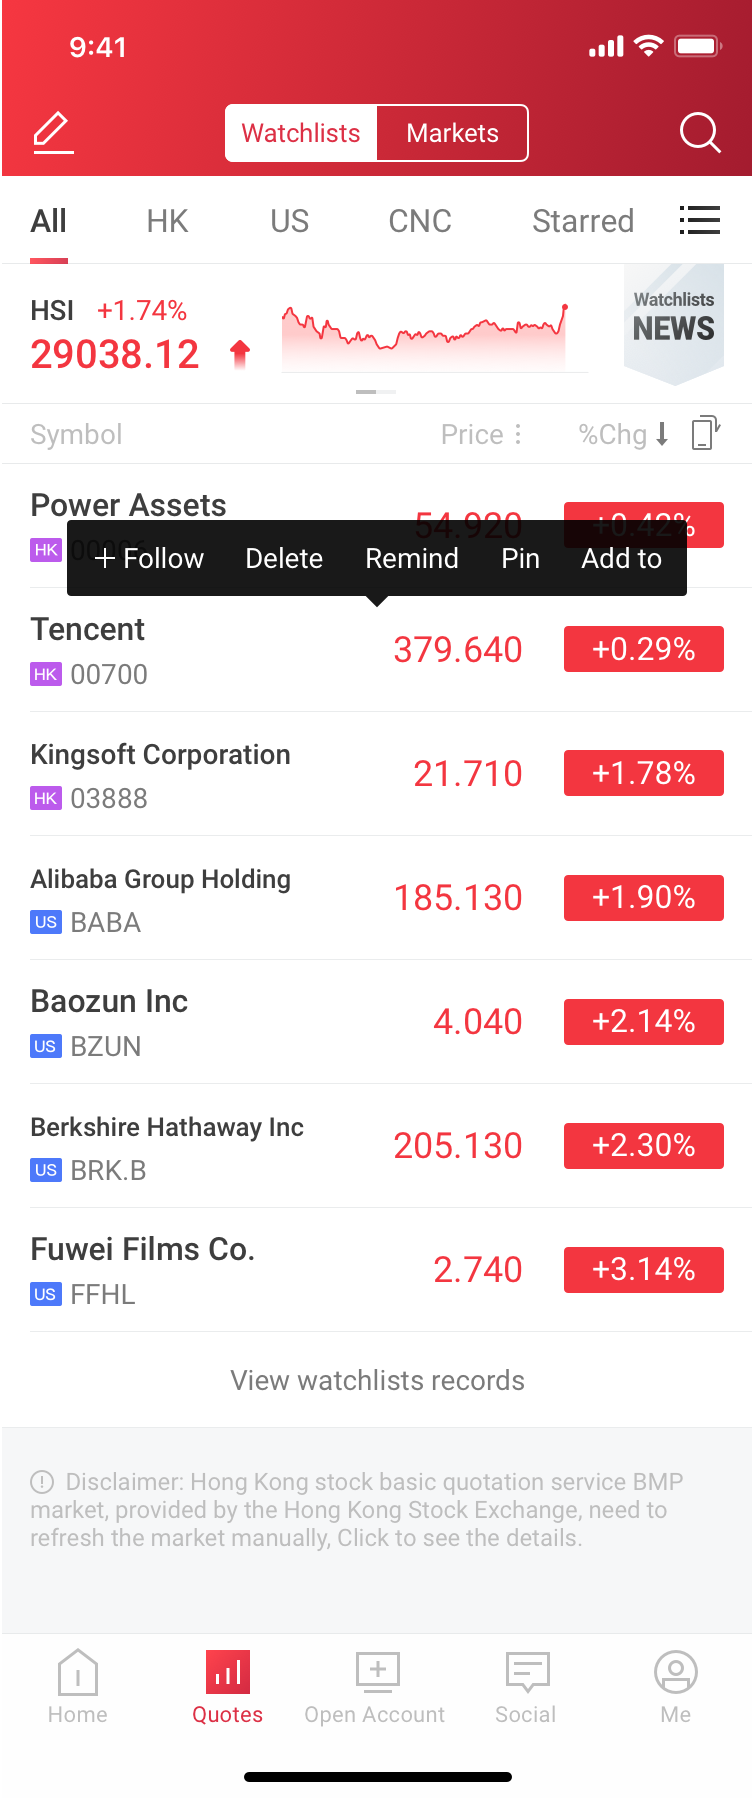 9:41
Watchlists Markets
All HK US CNC Starred
HSI +1.74%
29038.12
Watchlists
NEWS
Symbol Price %Chg
Power Assets
54.920 +0.42%
HK 00006
+ Follow Delete Remind Pin Add to
Tencent
379.640 +0.29%
HK 00700
Kingsoft Corporation
21.710 +1.78%
HK 03888
Alibaba Group Holding
185.130 +1.90%
US BABA
Baozun Inc
4.040 +2.14%
US BZUN
Berkshire Hathaway Inc
205.130 +2.30%
US BRK.B
Fuwei Films Co.
2.740 +3.14%
US FFHL
View watchlists records
Disclaimer: Hong Kong stock basic quotation service BMP
market, provided by the Hong Kong Stock Exchange, need to
refresh the market manually, Click to see the details.
Home Quotes Open Account Social Me